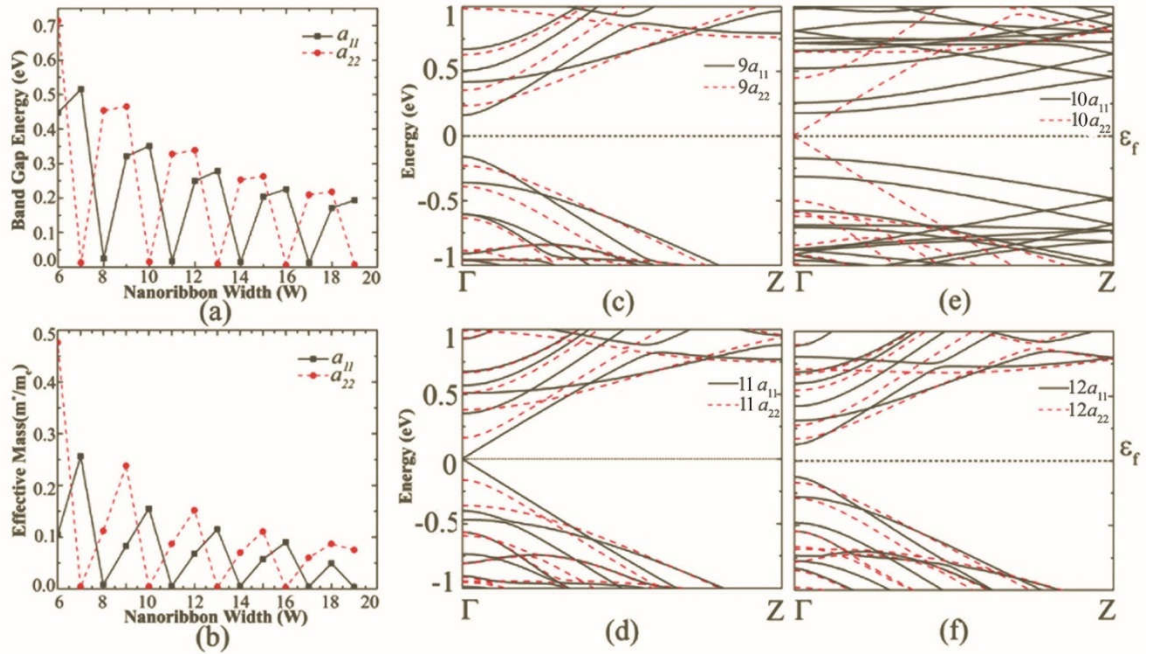 0.7
0.6
0.5
0.4
0.3
0.2
0.1
0.0
Band Gap Energy (eV)
a11
a22
6 8 10 12 14 16 18 20
Nanoribbon Width (W)
(a)
0.5
0.4
0.3
0.2
0.1
0.0
Effective Mass(m*/me)
a11
a22
6 8 10 12 14 16 18 20
Nanoribbon Width (W)
(b)
1
0.5
0
-0.5
-1
Energy (eV)
9a11
9a22
Γ Z
(c)
10a11
10a22
εf
Γ Z
(e)
1
0.5
0
-0.5
-1
Energy (eV)
11a11
11a22
Γ Z
(d)
12a11
12a22
εf
Γ Z
(f)